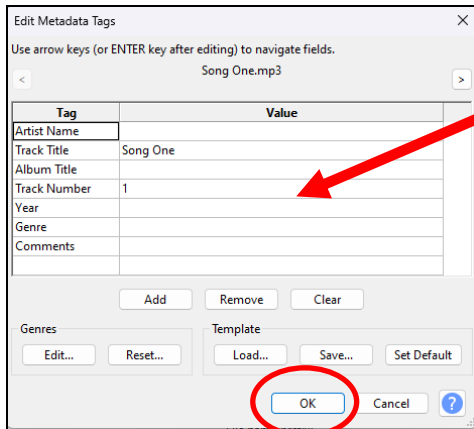 Edit Metadata Tags
Use arrow keys (or ENTER key after editing) to navigate fields.
< Song One.mp3 >
Tag Value
Artist Name
Track Title Song One
Album Title
Track Number 1
Year
Genre
Comments
Add Remove Clear
Genres Template
Edit... Reset... Load... Save... Set Default
OK Cancel ?